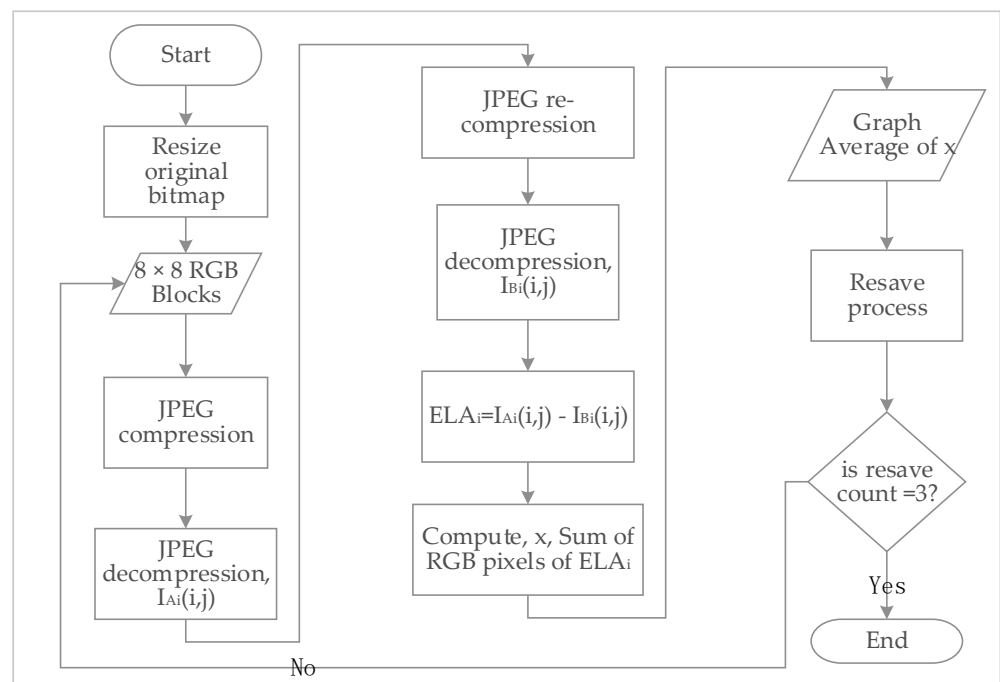 Start
Resize
original
bitmap
8 × 8 RGB
Blocks
JPEG
compression
JPEG
decompression,
IAi(i,j)
JPEG re-
compression
JPEG
decompression,
IBi(i,j)
ELAi=IAi(i,j) - IBi(i,j)
Compute, x, Sum of
RGB pixels of ELAi
Graph
Average of x
Resave
process
is resave
count =3?
Yes
End
No